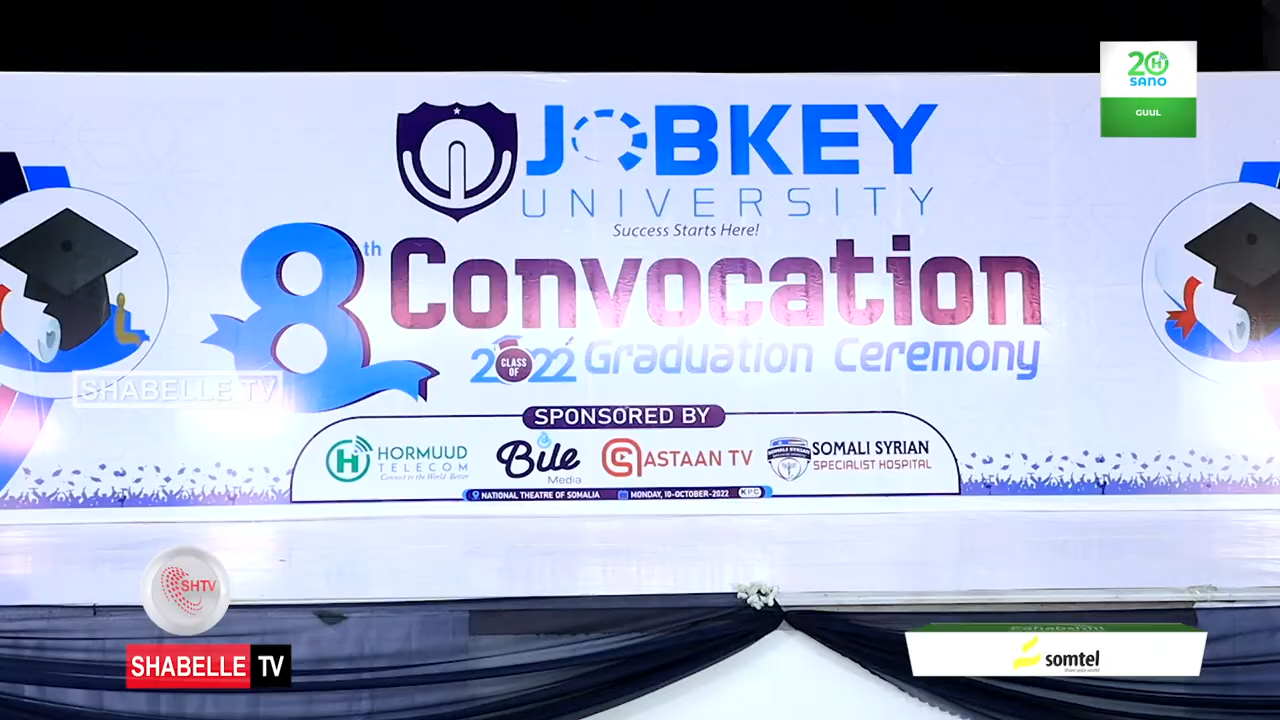 20
SANO
GUUL
JOBKEY
UNIVERSITY
Success Starts Here!
8th Convocation
CLASS OF 2022 Graduation Ceremony
SHABELLE TV
SPONSORED BY
HORMUUD TELECOM
Connect to the World Better
Bile Media
ASTAAN TV
SOMALI SYRIAN
SPECIALIST HOSPITAL
NATIONAL THEATRE OF SOMALIA MONDAY, 10-OCTOBER-2022 KPC
SHTV
SHABELLE TV
somtel